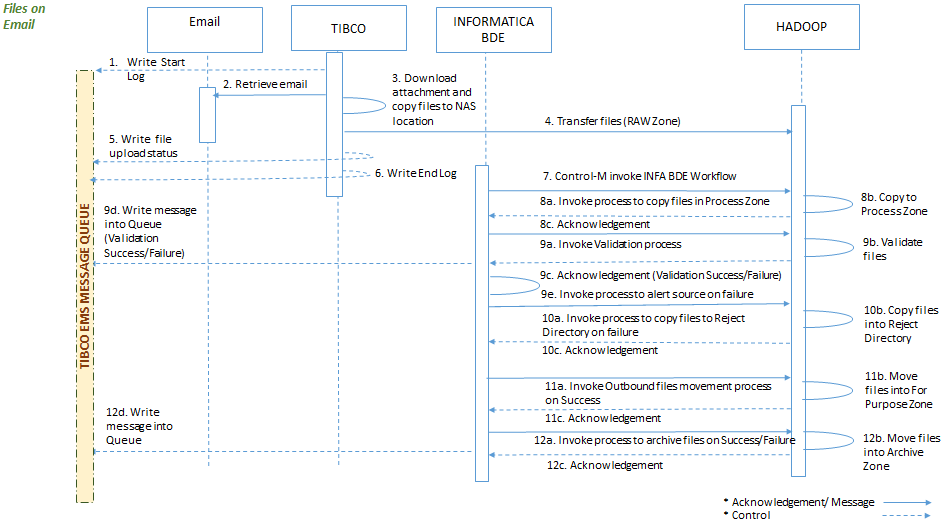 Files on
Email
Email
TIBCO
INFORMATICA
BDE
HADOOP
1. Write Start
Log
2. Retrieve email
3. Download
attachment and
copy files to NAS
location
4. Transfer files (RAW Zone)
5. Write file
upload status
6. Write End Log
7. Control-M invoke INFA BDE Workflow
8a. Invoke process to copy files in Process Zone
8b. Copy to
Process Zone
8c. Acknowledgement
9a. Invoke Validation process
9b. Validate
files
9d. Write message
into Queue
(Validation
Success/Failure)
9c. Acknowledgement (Validation Success/Failure)
9e. Invoke process to alert source on failure
10a. Invoke process to copy files to Reject
Directory on failure
10b. Copy files
into Reject
Directory
10c. Acknowledgement
11a. Invoke Outbound files movement process
on Success
11b. Move
files into For
Purpose Zone
11c. Acknowledgement
12d. Write
message into
Queue
12a. Invoke process to archive files on Success/Failure
12b. Move files
into Archive
Zone
12c. Acknowledgement
TIBCO EMS MESSAGE QUEUE
* Acknowledgement/ Message
* Control